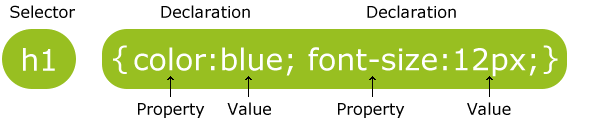 Selector Declaration Declaration
h1 {color:blue; font-size:12px;}
Property Value Property Value